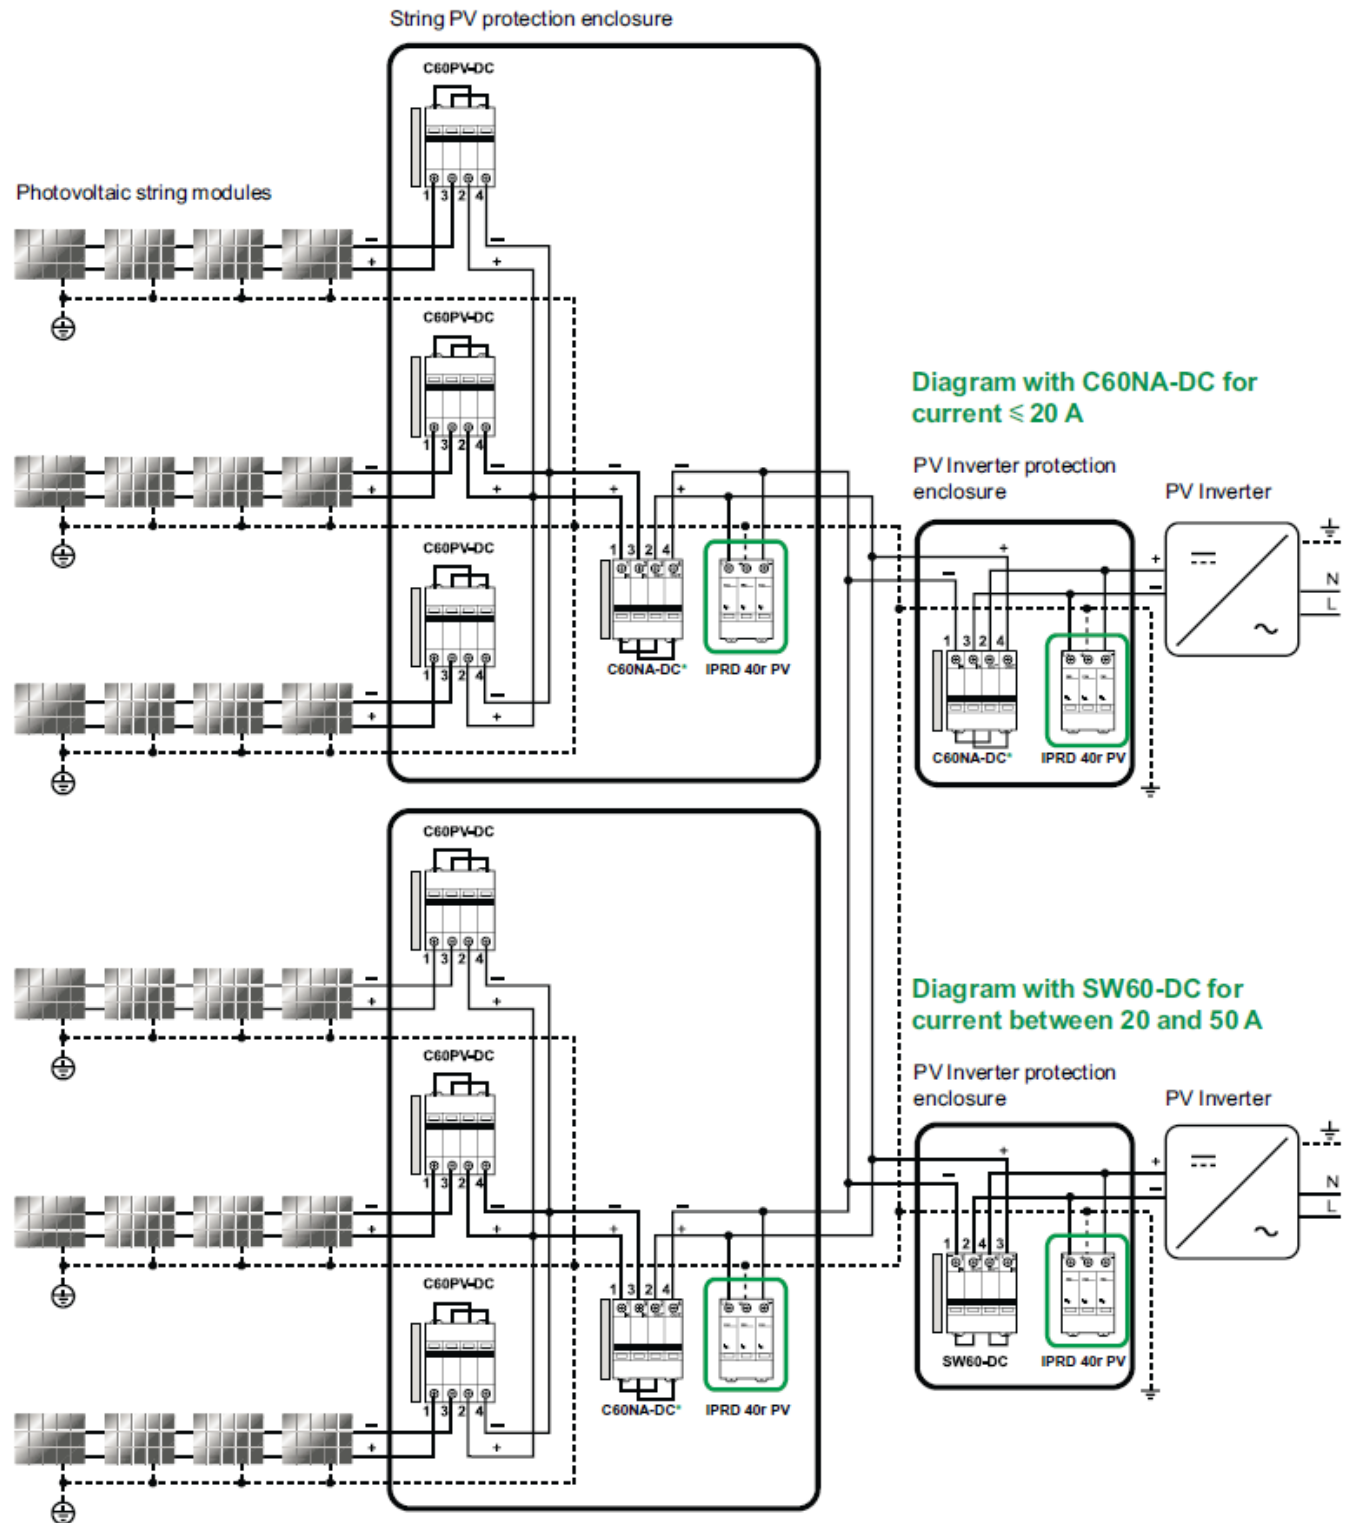 String PV protection enclosure
C60PV-DC
1 3 2 4
Photovoltaic string modules
− −
+ +
C60PV-DC
1 3 2 4
− − −
+ + +
C60PV-DC
1 3 2 4
− −
+ +
1 3 2 4
C60NA-DC*
IPRD 40r PV
Diagram with C60NA-DC for
current ≤ 20 A
PV Inverter protection
enclosure
PV Inverter
+
−
+
−
N
L
1 3 2 4
C60NA-DC*
IPRD 40r PV
C60PV-DC
1 3 2 4
− −
+ +
C60PV-DC
1 3 2 4
− − −
+ + +
C60PV-DC
1 3 2 4
− −
+ +
1 3 2 4
C60NA-DC*
IPRD 40r PV
Diagram with SW60-DC for
current between 20 and 50 A
PV Inverter protection
enclosure
PV Inverter
+
−
+
−
N
L
1 2 4 3
SW60-DC
IPRD 40r PV